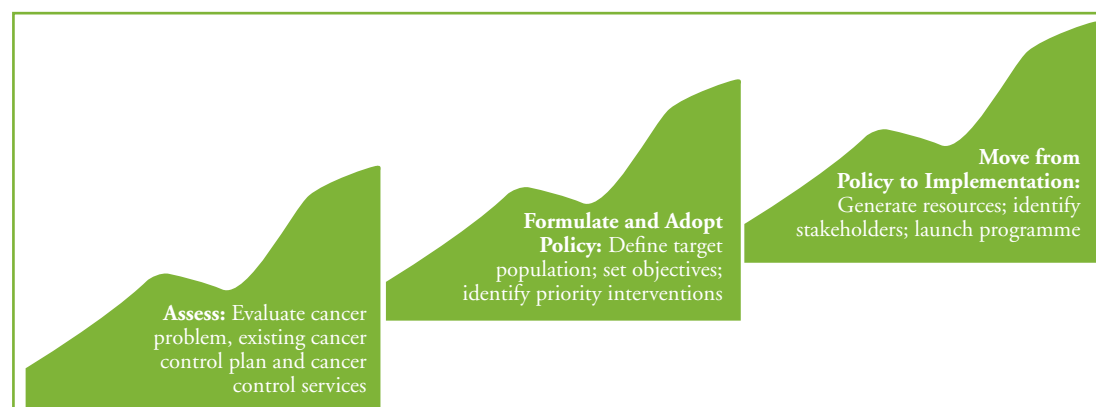 Assess: Evaluate cancer
problem, existing cancer
control plan and cancer
control services
Formulate and Adopt
Policy: Define target
population; set objectives;
identify priority interventions
Move from
Policy to Implementation:
Generate resources; identify
stakeholders; launch programme